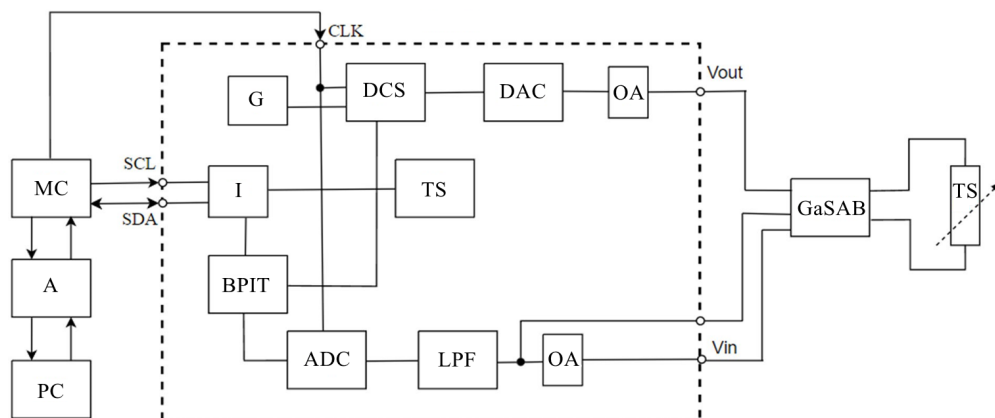 CLK
Vout
G
DCS
DAC
OA
SCL
MC
I
TS
SDA
GaSAB
TS
A
BPIT
ADC
LPF
OA
Vin
PC